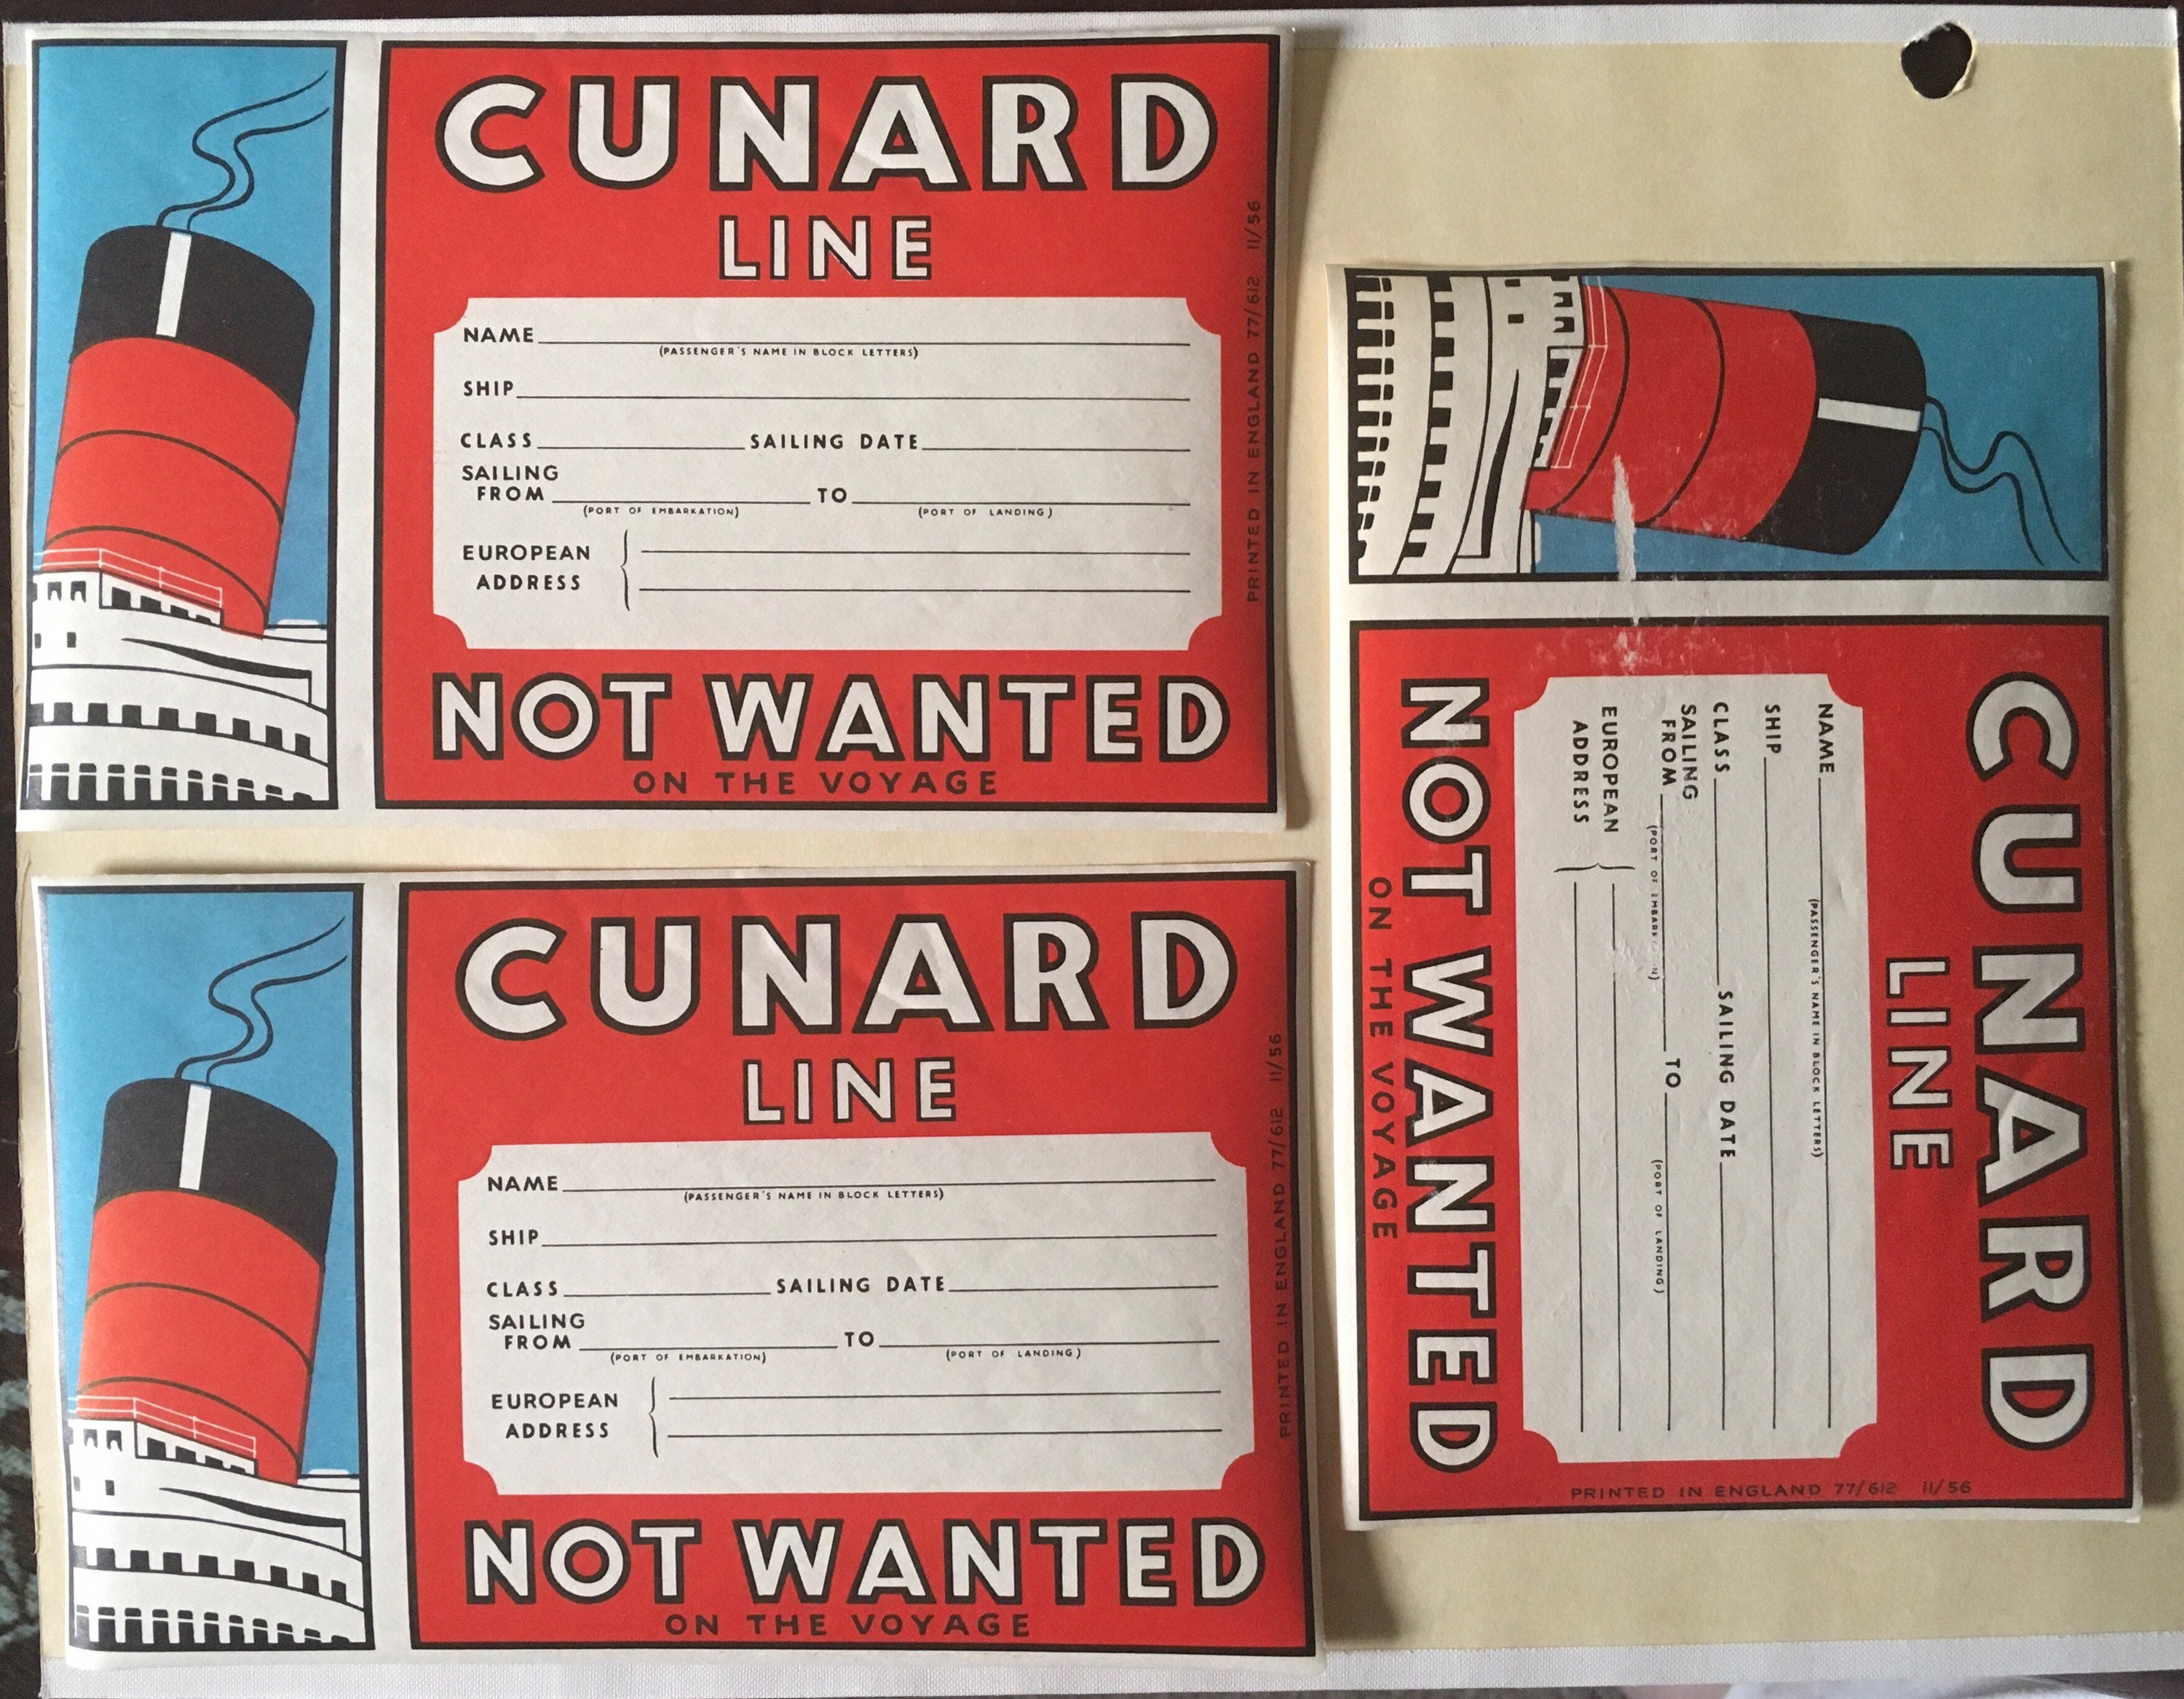 CUNARD
LINE
NAME
(PASSENGER'S NAME IN BLOCK LETTERS)
SHIP
CLASS SAILING DATE
SAILING
FROM TO
(PORT OF EMBARKATION) (PORT OF LANDING)
EUROPEAN
ADDRESS
NOT WANTED
ON THE VOYAGE
PRINTED IN ENGLAND 77/612 11/56
CUNARD
LINE
NAME
(PASSENGER'S NAME IN BLOCK LETTERS)
SHIP
CLASS SAILING DATE
SAILING
FROM TO
(PORT OF EMBARKATION) (PORT OF LANDING)
EUROPEAN
ADDRESS
NOT WANTED
ON THE VOYAGE
PRINTED IN ENGLAND 77/612 11/56
CUNARD
LINE
NAME
(PASSENGER'S NAME IN BLOCK LETTERS)
SHIP
CLASS SAILING DATE
SAILING
FROM TO
(PORT OF (PORT OF LANDING)
EUROPEAN
ADDRESS
NOT WANTED
ON THE VOYAGE
PRINTED IN ENGLAND 77/612 11/56